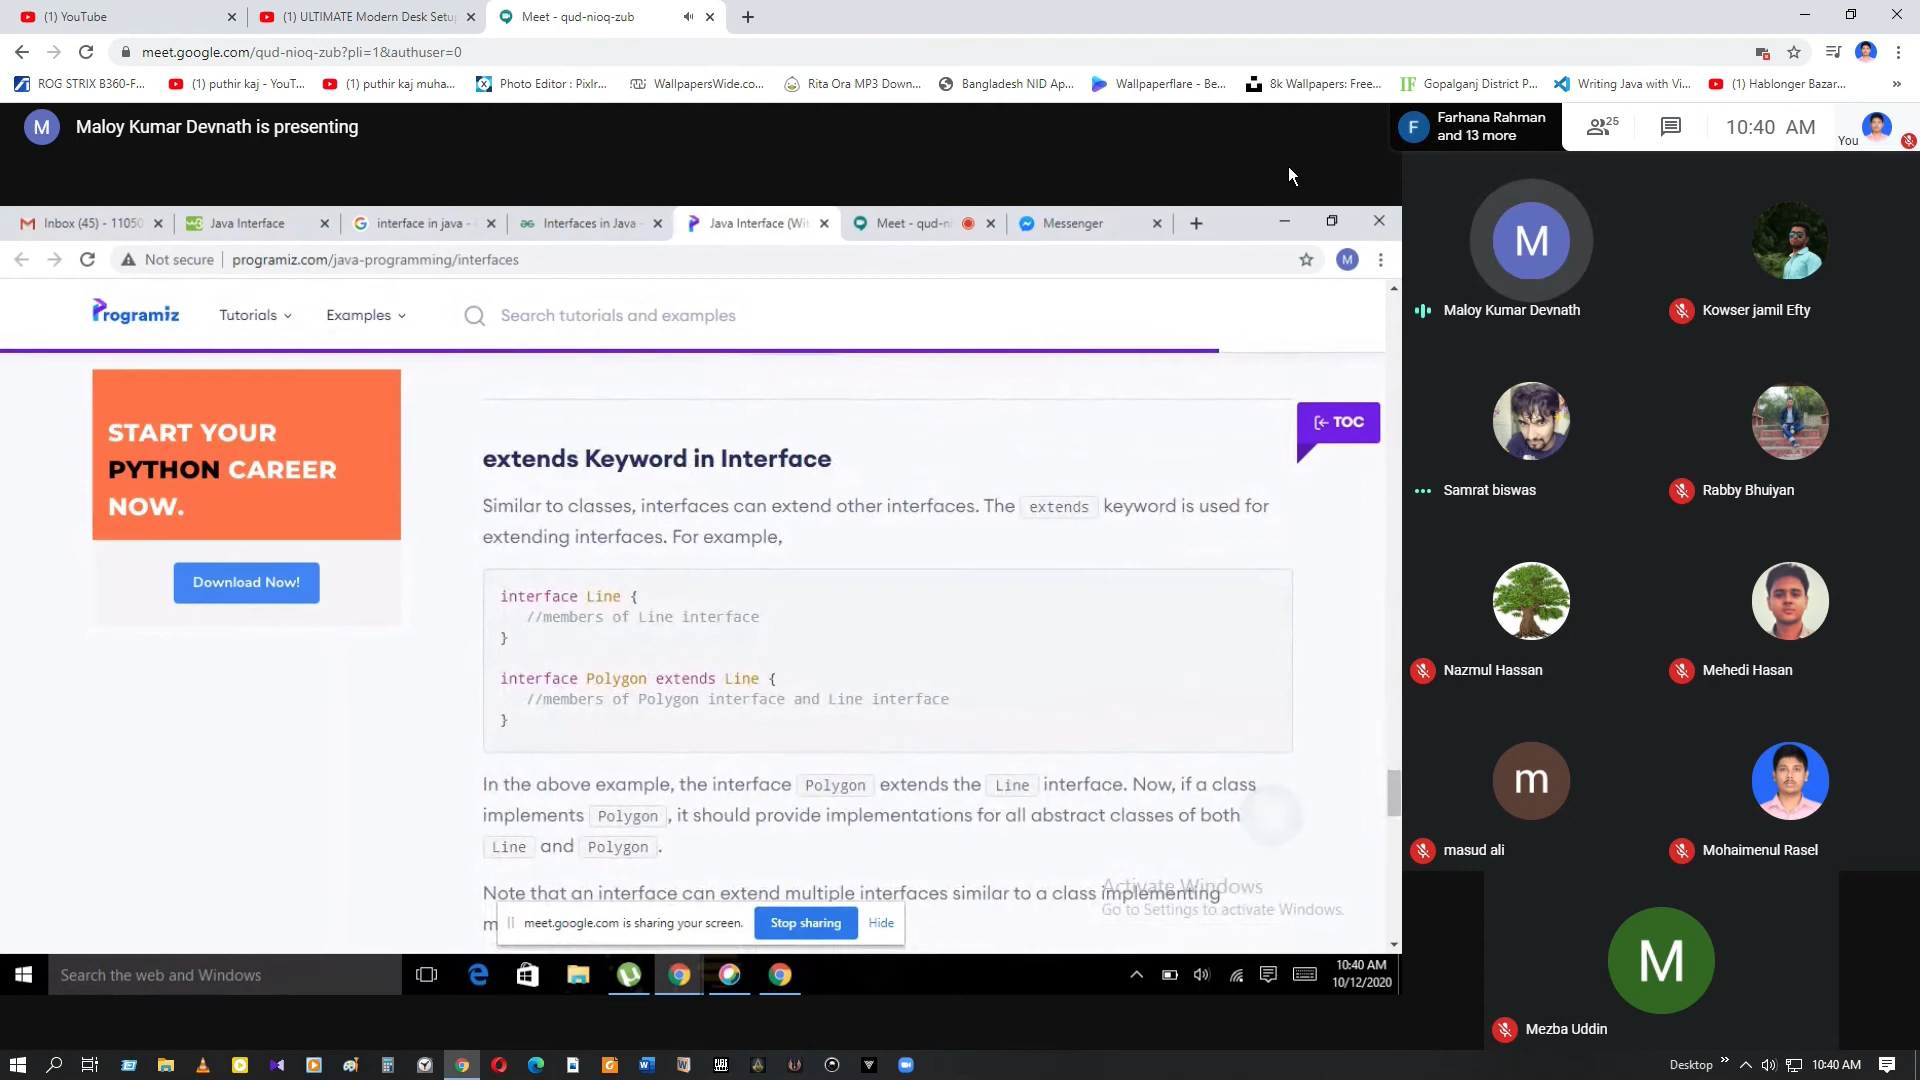 (1) YouTube
(1) ULTIMATE Modern Desk Setu
Meet - qud-nioq-zub
meet.google.com/qud-nioq-zub?pli=1&authuser=0
ROG STRIX B360-F...
(1) puthir kaj - YouT...
(1) puthir kaj muha...
Photo Editor : Pixlr...
WallpapersWide.co...
Rita Ora MP3 Down...
Bangladesh NID Ap...
Wallpaperflare - Be...
8k Wallpapers: Free...
IF Gopalganj District P...
Writing Java with Vi...
(1) Hablonger Bazar...
M
Maloy Kumar Devnath is presenting
F
Farhana Rahman
and 13 more
25
10:40 AM
You
Inbox (45) - 11050
Java Interface
interface in java -
Interfaces in Java -
Java Interface (Wit
Meet - qud-ni
Messenger
Not secure
programiz.com/java-programming/interfaces
M
Programiz
Tutorials
Examples
Search tutorials and examples
START YOUR
PYTHON CAREER
NOW.
Download Now!
TOC
extends Keyword in Interface
Similar to classes, interfaces can extend other interfaces. The extends keyword is used for
extending interfaces. For example,
interface Line {
//members of Line interface
}
interface Polygon extends Line {
//members of Polygon interface and Line interface
}
In the above example, the interface Polygon extends the Line interface. Now, if a class
implements Polygon , it should provide implementations for all abstract classes of both
Line and Polygon .
Note that an interface can extend multiple interfaces similar to a class implementing
m
Activate Windows
Go to Settings to activate Windows.
meet.google.com is sharing your screen.
Stop sharing
Hide
Search the web and Windows
10:40 AM
10/12/2020
M
Maloy Kumar Devnath
Kowser jamil Efty
Samrat biswas
Rabby Bhuiyan
Nazmul Hassan
Mehedi Hasan
m
masud ali
Mohaimenul Rasel
M
Mezba Uddin
Desktop
10:40 AM